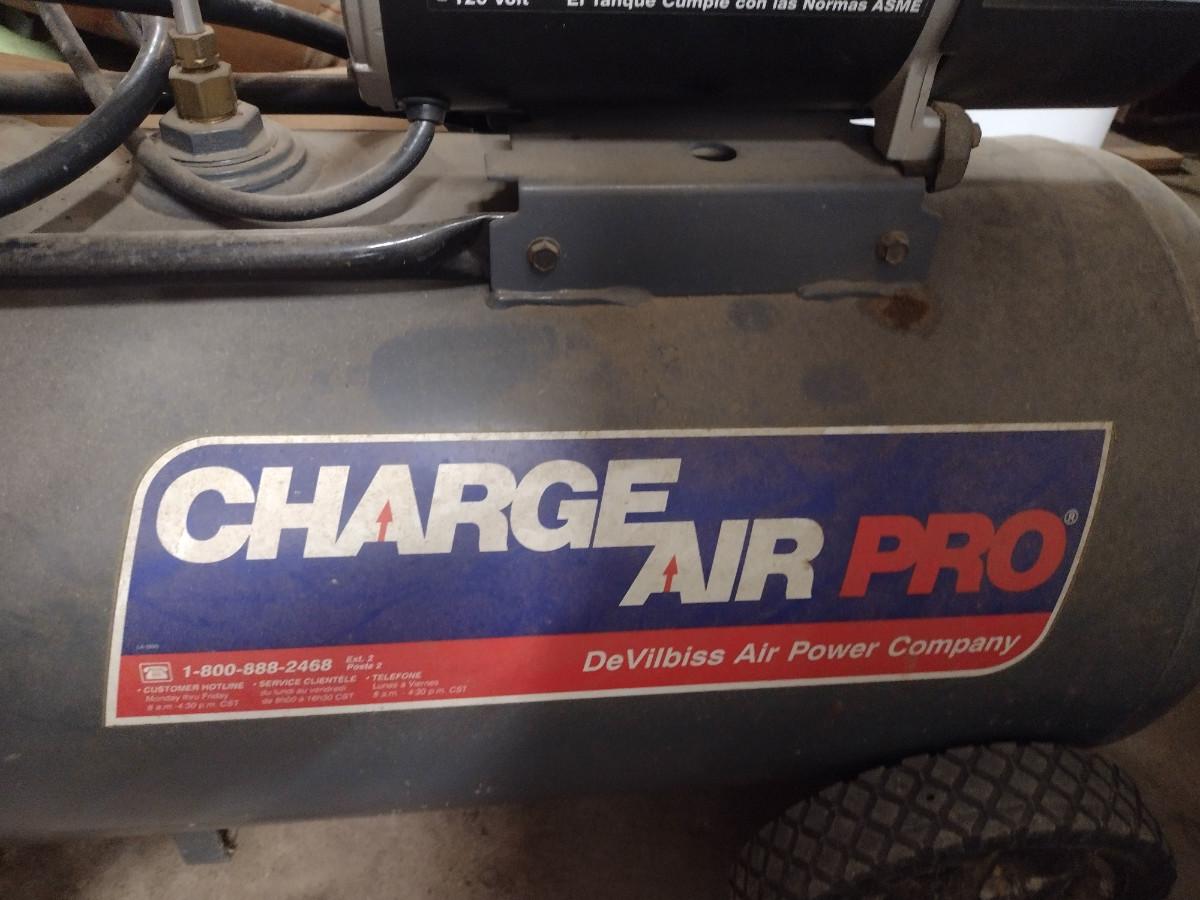 120 Volt
El Tanque Cumple con las Normas ASME
CHARGE
AIR PRO®
DeVilbiss Air Power Company
1-800-888-2468 Ext. 2
Poste 2
• CUSTOMER HOTLINE
Monday thru Friday
8 a.m.-4:30 p.m. CST
• SERVICE CLIENTÈLE
du lundi au vendredi
de 8h00 à 16h30 CST
• TELEFONE
Lunes a Viernes
8 a.m. - 4:30 p.m. CST